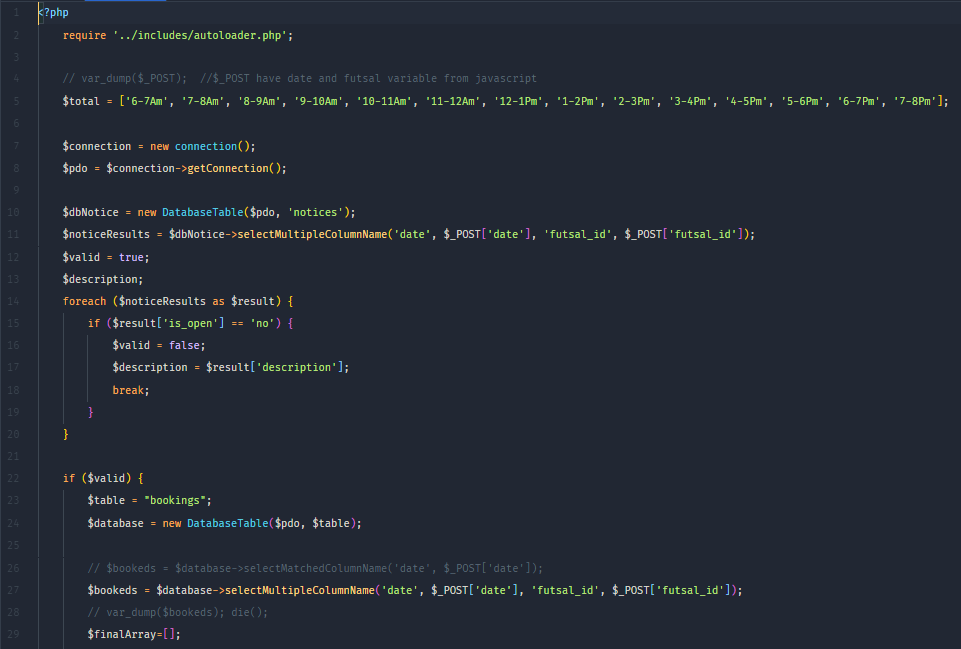 1 <?php
2 require '../includes/autoloader.php';
3
4 // var_dump($_POST);  //$_POST have date and futsal variable from javascript
5 $total = ['6-7Am', '7-8Am', '8-9Am', '9-10Am', '10-11Am', '11-12Am', '12-1Pm', '1-2Pm', '2-3Pm', '3-4Pm', '4-5Pm', '5-6Pm', '6-7Pm', '7-8Pm'];
6
7 $connection = new connection();
8 $pdo = $connection->getConnection();
9
10 $dbNotice = new DatabaseTable($pdo, 'notices');
11 $noticeResults = $dbNotice->selectMultipleColumnName('date', $_POST['date'], 'futsal_id', $_POST['futsal_id']);
12 $valid = true;
13 $description;
14 foreach ($noticeResults as $result) {
15 if ($result['is_open'] == 'no') {
16 $valid = false;
17 $description = $result['description'];
18 break;
19 }
20 }
21
22 if ($valid) {
23 $table = "bookings";
24 $database = new DatabaseTable($pdo, $table);
25
26 // $bookeds = $database->selectMatchedColumnName('date', $_POST['date']);
27 $bookeds = $database->selectMultipleColumnName('date', $_POST['date'], 'futsal_id', $_POST['futsal_id']);
28 // var_dump($bookeds); die();
29 $finalArray=[];